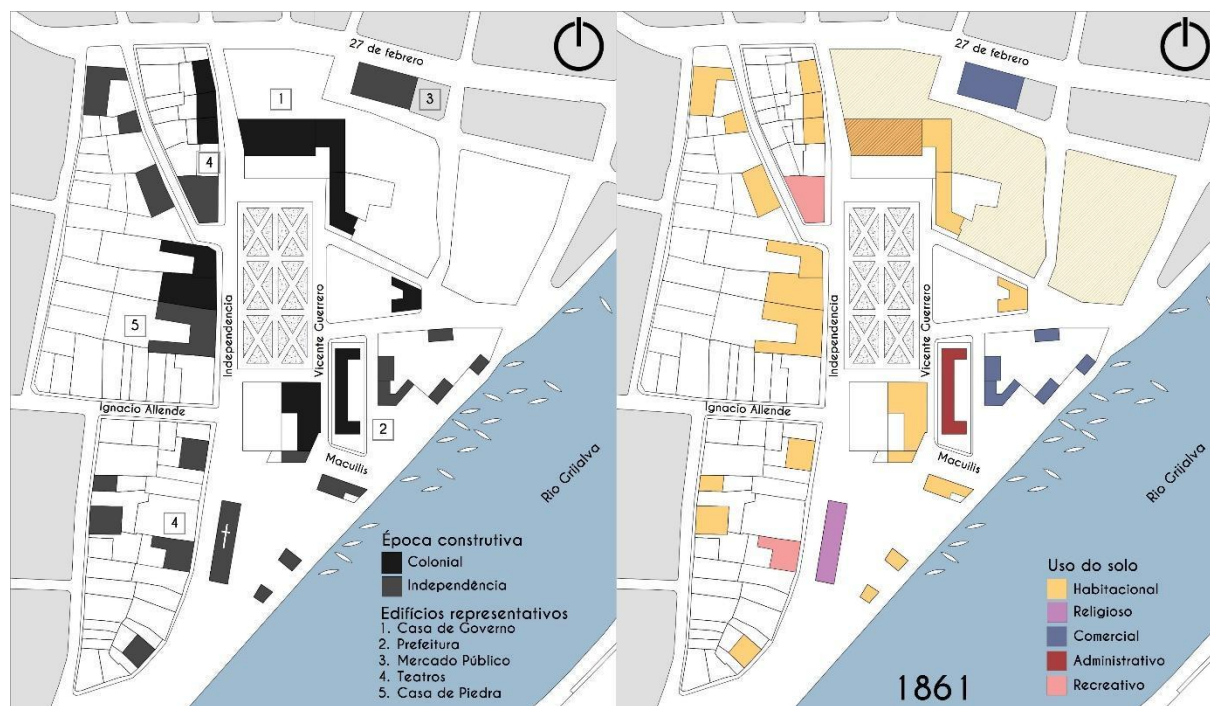 27 de febrero
1
3
4
5
Independencia
Vicente Guerrero
Ignacio Allende
2
Macuilis
Rio Grijalva
4
Época construtiva
Colonial
Independência
Edifícios representativos
1. Casa de Governo
2. Prefeitura
3. Mercado Público
4. Teatros
5. Casa de Piedra
27 de febrero
Independencia
Vicente Guerrero
Ignacio Allende
Macuilis
Rio Grijalva
Uso do solo
Habitacional
Religioso
Comercial
Administrativo
Recreativo
1861